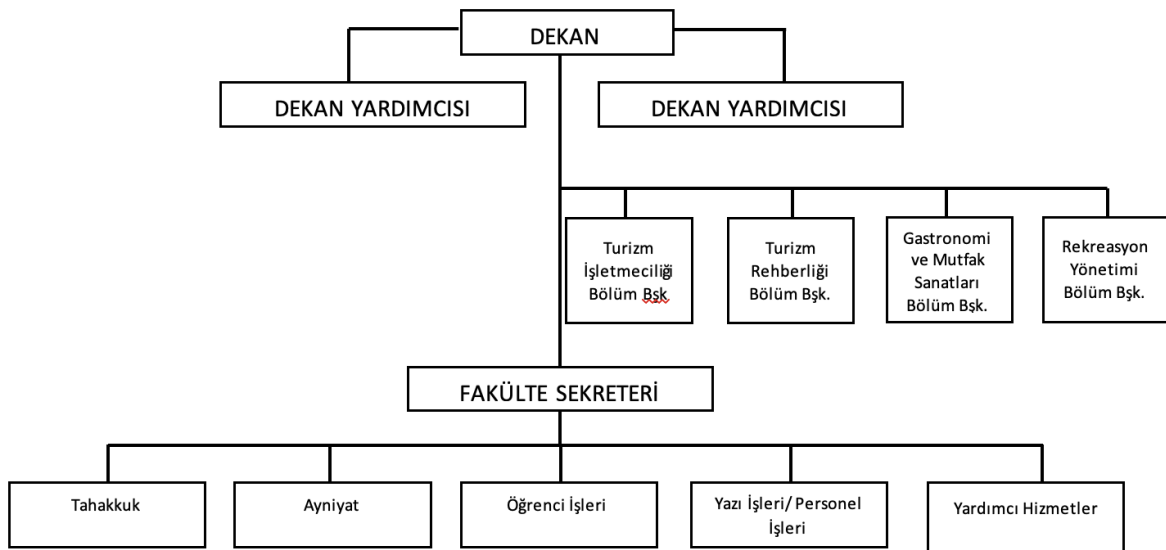 DEKAN
DEKAN YARDIMCISI
DEKAN YARDIMCISI
Turizm
İşletmeciliği
Bölüm Bşk
Turizm
Rehberliği
Bölüm Bşk.
Gastronomi
ve Mutfak
Sanatları
Bölüm Bşk.
Rekreasyon
Yönetimi
Bölüm Bşk.
FAKÜLTE SEKRETERİ
Tahakkuk
Ayniyat
Öğrenci İşleri
Yazı İşleri/ Personel
İşleri
Yardımcı Hizmetler